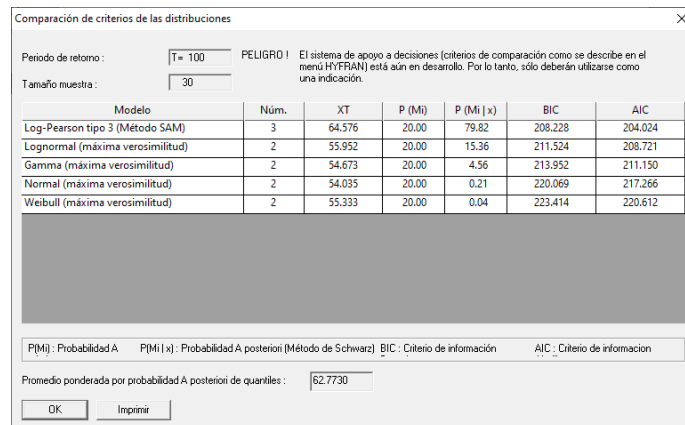 Comparación de criterios de las distribuciones
Periodo de retorno : T= 100 PELIGRO ! El sistema de apoyo a decisiones (criterios de comparación como se describe en el
menú HYFRAN) está aún en desarrollo. Por lo tanto, sólo deberán utilizarse como
una indicación.
Tamaño muestra : 30
Modelo Núm. XT P (Mi) P (Mi | x) BIC AIC
Log-Pearson tipo 3 (Método SAM) 3 64.576 20.00 79.82 208.228 204.024
Lognormal (máxima verosimilitud) 2 55.952 20.00 15.36 211.524 208.721
Gamma (máxima verosimilitud) 2 54.673 20.00 4.56 213.952 211.150
Normal (máxima verosimilitud) 2 54.035 20.00 0.21 220.069 217.266
Weibull (máxima verosimilitud) 2 55.333 20.00 0.04 223.414 220.612
P(Mi) : Probabilidad A P(Mi | x) : Probabilidad A posteriori (Método de Schwarz) BIC : Criterio de información AIC : Criterio de informacion
Promedio ponderada por probabilidad A posteriori de quantiles : 62.7730
OK Imprimir